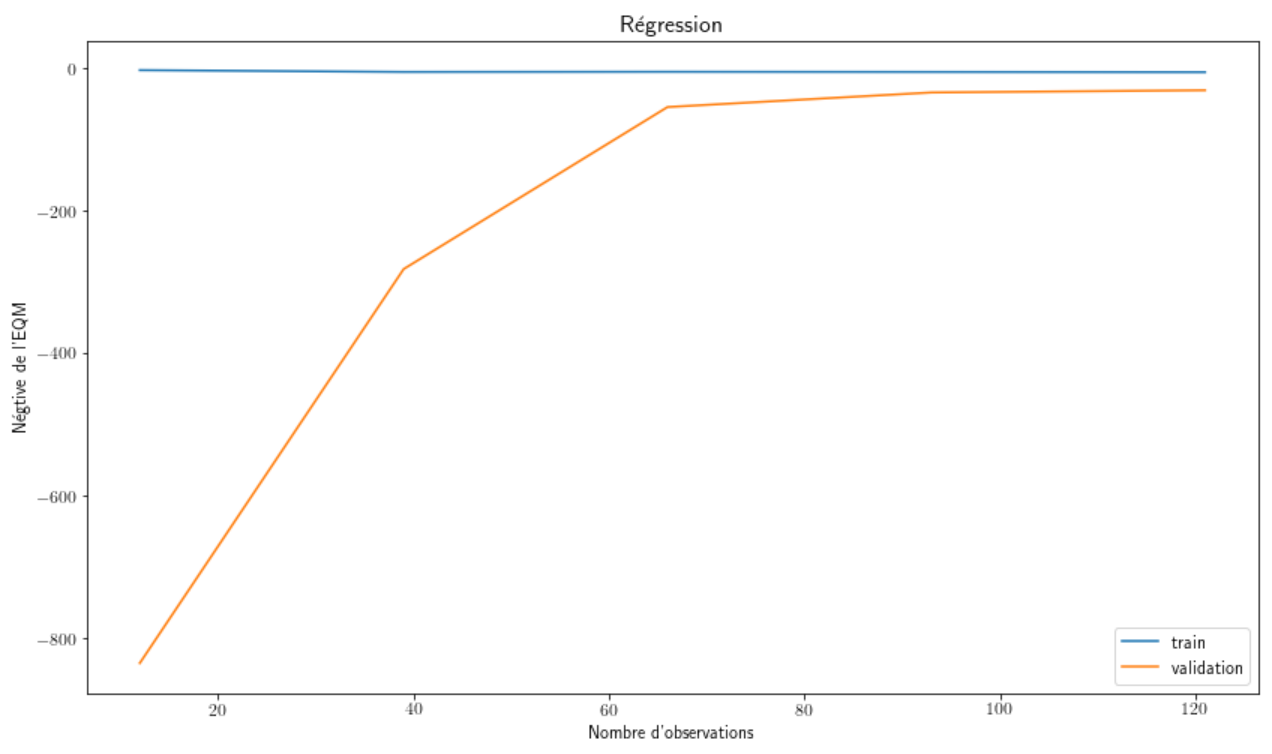 Régression
0
−200
−400
−600
−800
Négtive de l'EQM
20 40 60 80 100 120
Nombre d'observations
train
validation